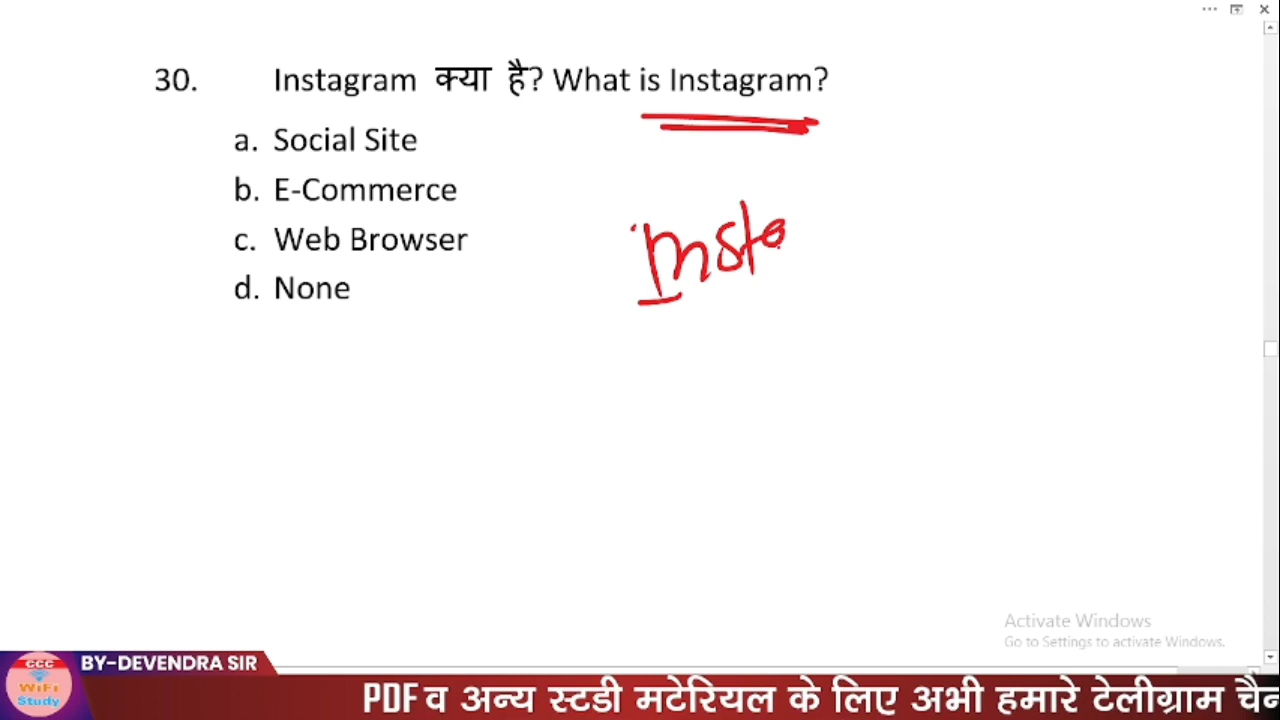 30. Instagram क्या है? What is Instagram?
a. Social Site
b. E-Commerce
c. Web Browser
d. None
Insta
Activate Windows
Go to Settings to activate Windows.
CCC
WiFi
Study
BY-DEVENDRA SIR
PDF व अन्य स्टडी मटेरियल के लिए अभी हमारे टेलीग्राम चैन